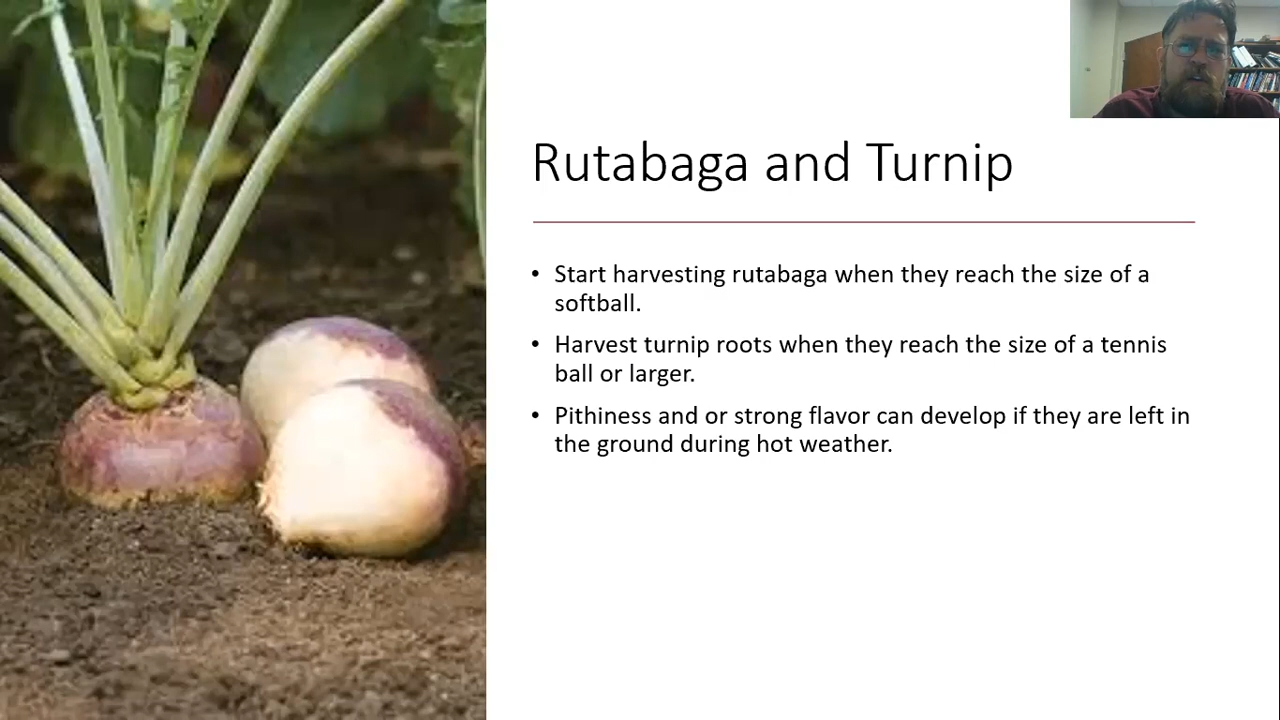 Rutabaga and Turnip
• Start harvesting rutabaga when they reach the size of a
softball.
• Harvest turnip roots when they reach the size of a tennis
ball or larger.
• Pithiness and or strong flavor can develop if they are left in
the ground during hot weather.